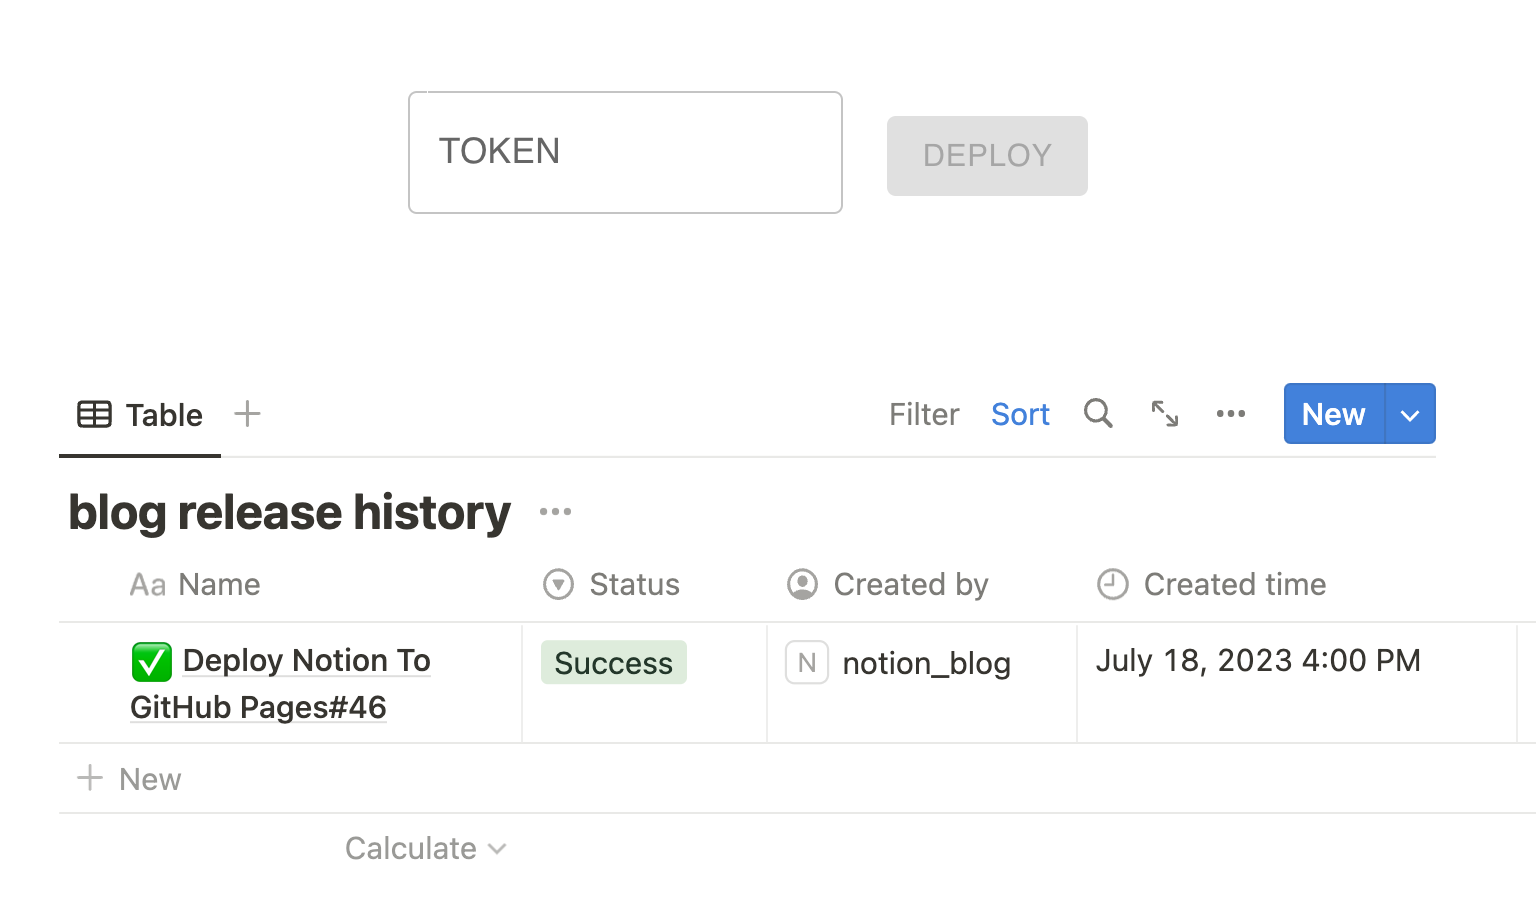 TOKEN
DEPLOY
Table
Filter Sort New
blog release history
Aa Name Status Created by Created time
✅ Deploy Notion To Success N notion_blog July 18, 2023 4:00 PM
GitHub Pages#46
New
Calculate